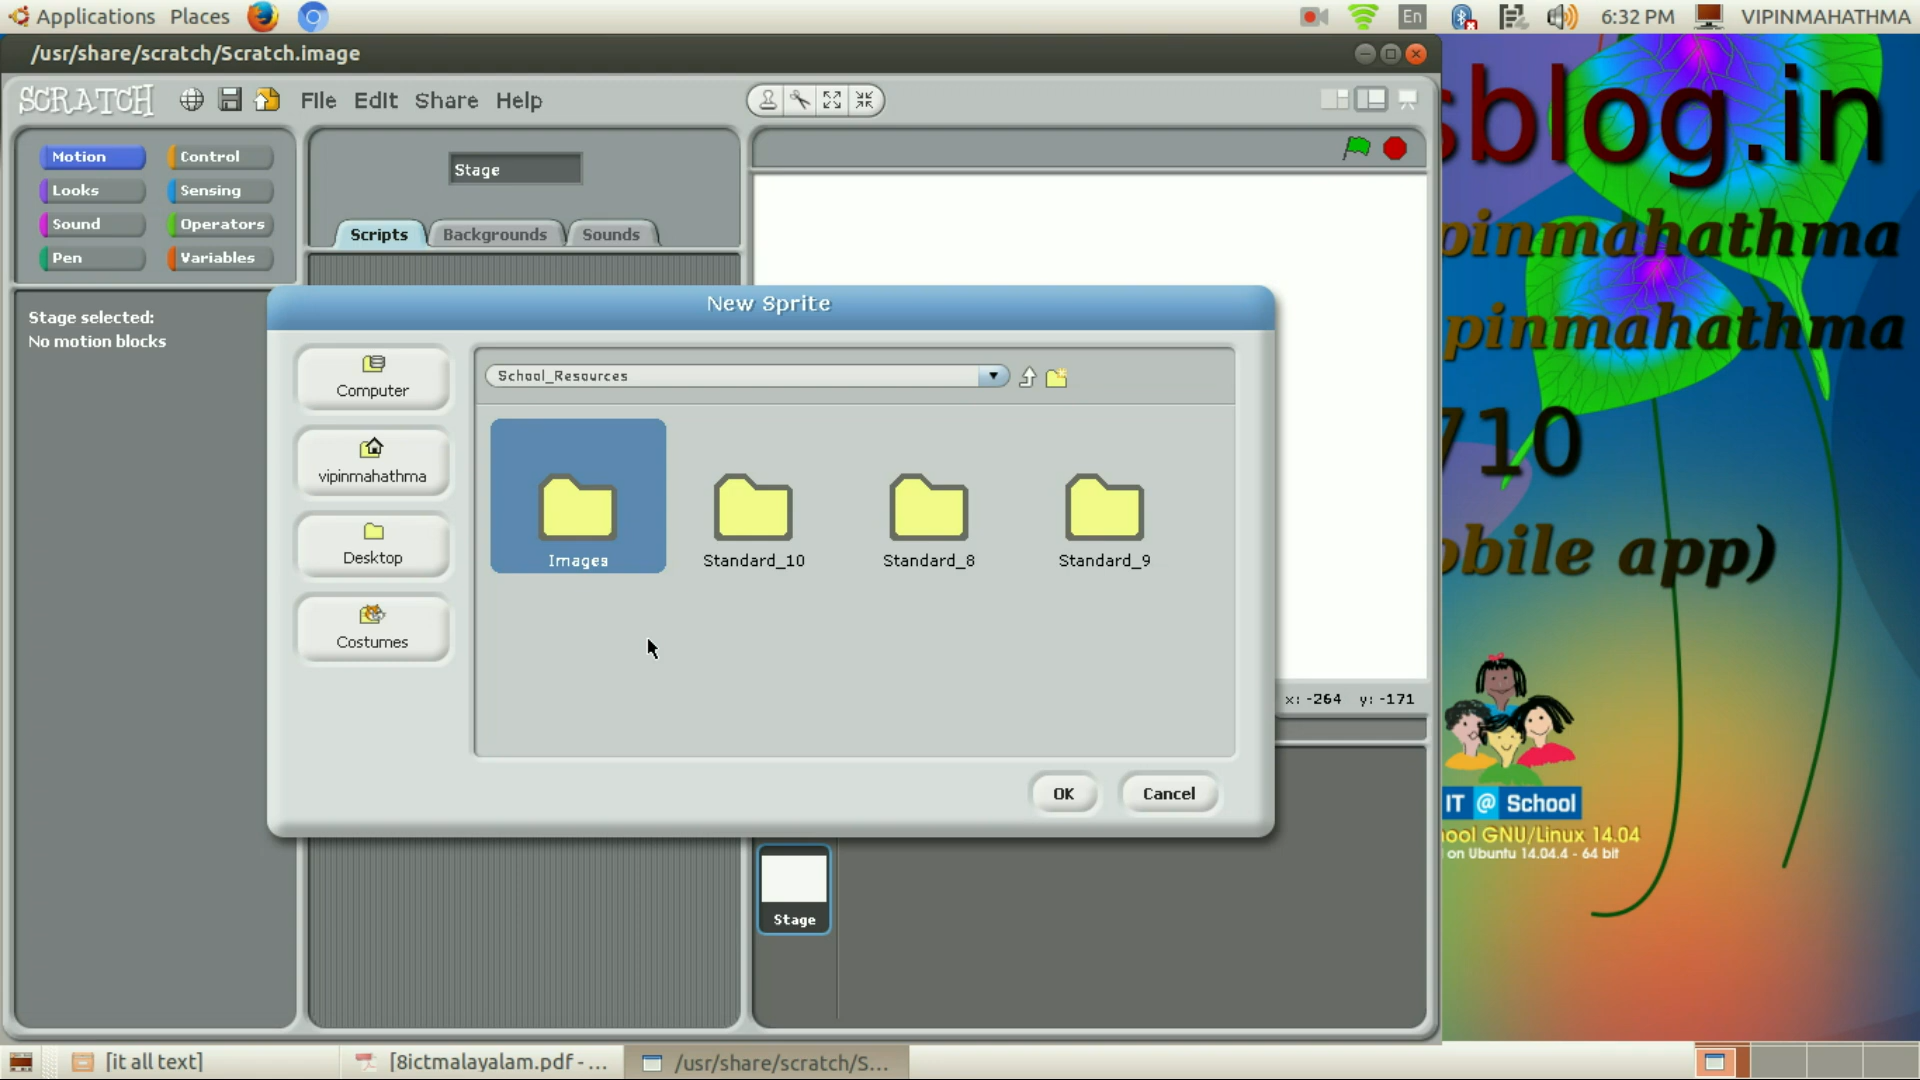 Applications Places
En
6:32 PM
VIPINMAHATHMA
/usr/share/scratch/Scratch.image
SCRATCH
File Edit Share Help
Motion
Control
Looks
Sensing
Sound
Operators
Pen
Variables
Stage
Scripts
Backgrounds
Sounds
Stage selected:
No motion blocks
New Sprite
Computer
vipinmahathma
Desktop
Costumes
School_Resources
Images
Standard_10
Standard_8
Standard_9
OK
Cancel
x: -264 y: -171
Stage
sblog.in
pinmahathma
pinmahathma
710
obile app)
IT @ School
ool GNU/Linux 14.04
on Ubuntu 14.04.4 - 64 bit
[it all text]
[8ictmalayalam.pdf - ...
/usr/share/scratch/S...